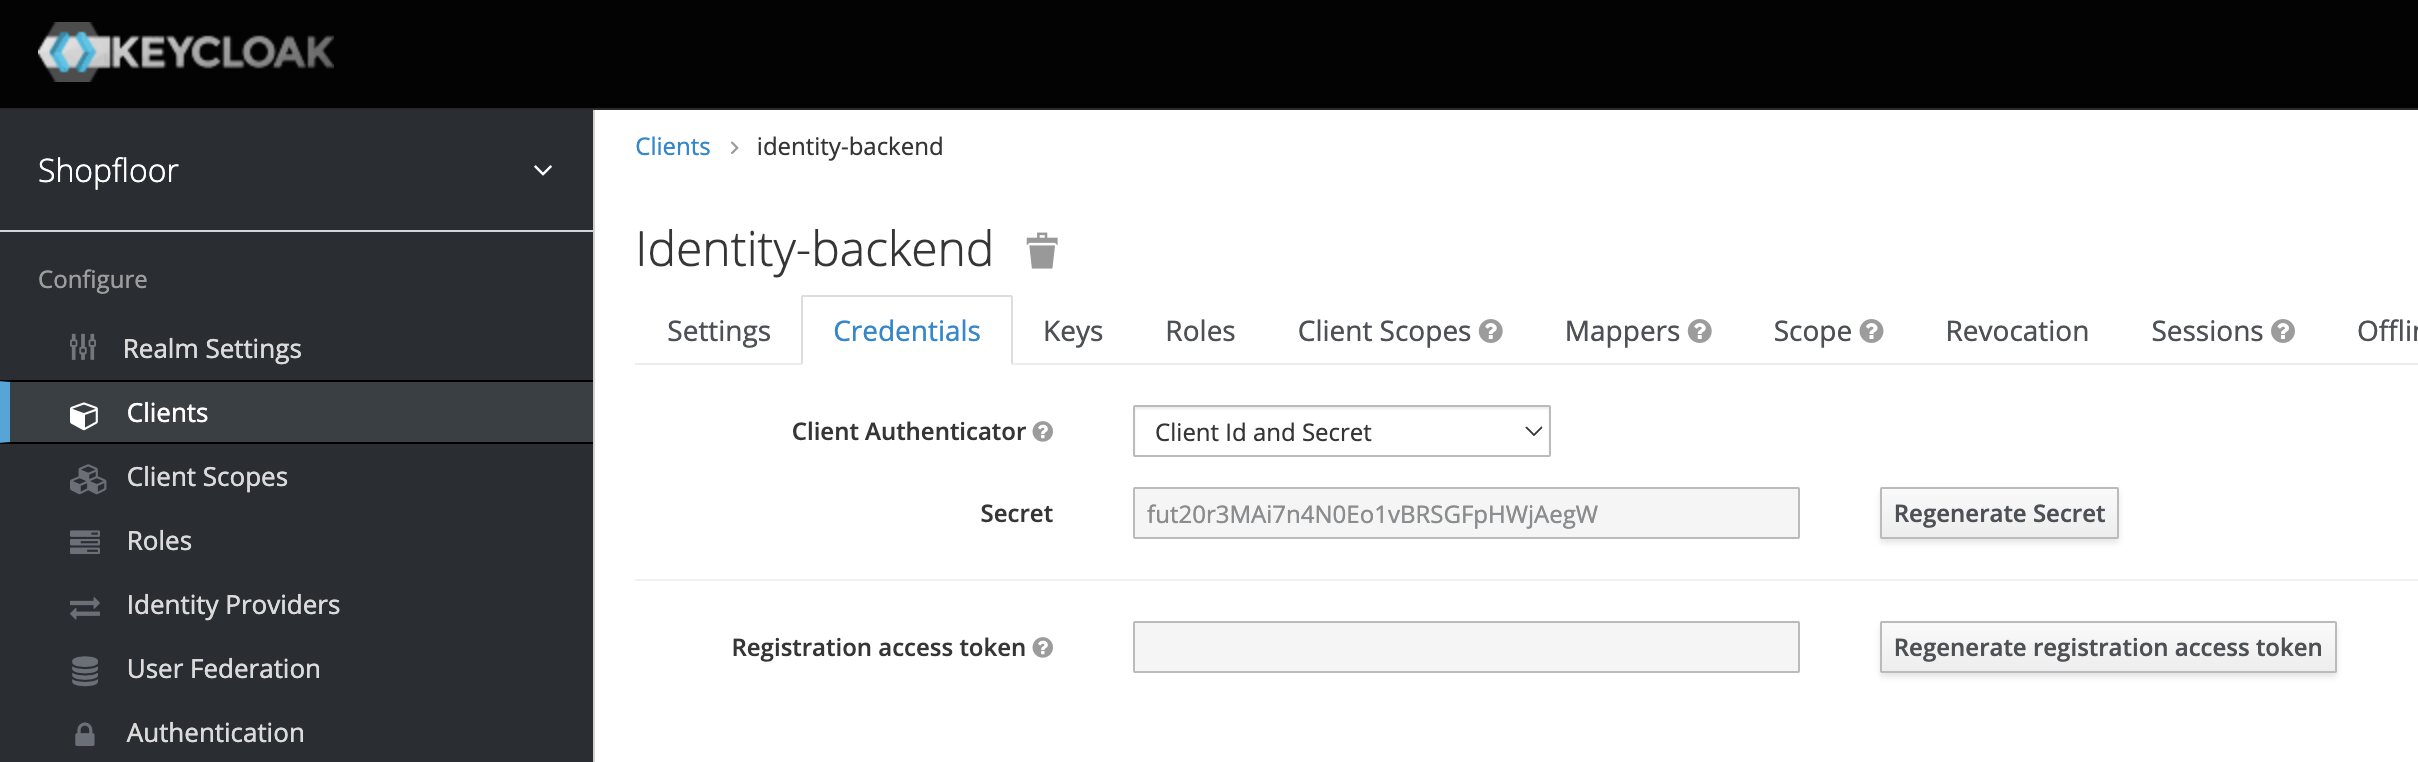 KEYCLOAK
Shopfloor
Configure
Realm Settings
Clients
Client Scopes
Roles
Identity Providers
User Federation
Authentication
Clients > identity-backend
Identity-backend
Settings Credentials Keys Roles Client Scopes Mappers Scope Revocation Sessions Offlin
Client Authenticator Client Id and Secret
Secret fut20r3MAi7n4N0Eo1vBRSGFpHWjAegW Regenerate Secret
Registration access token Regenerate registration access token